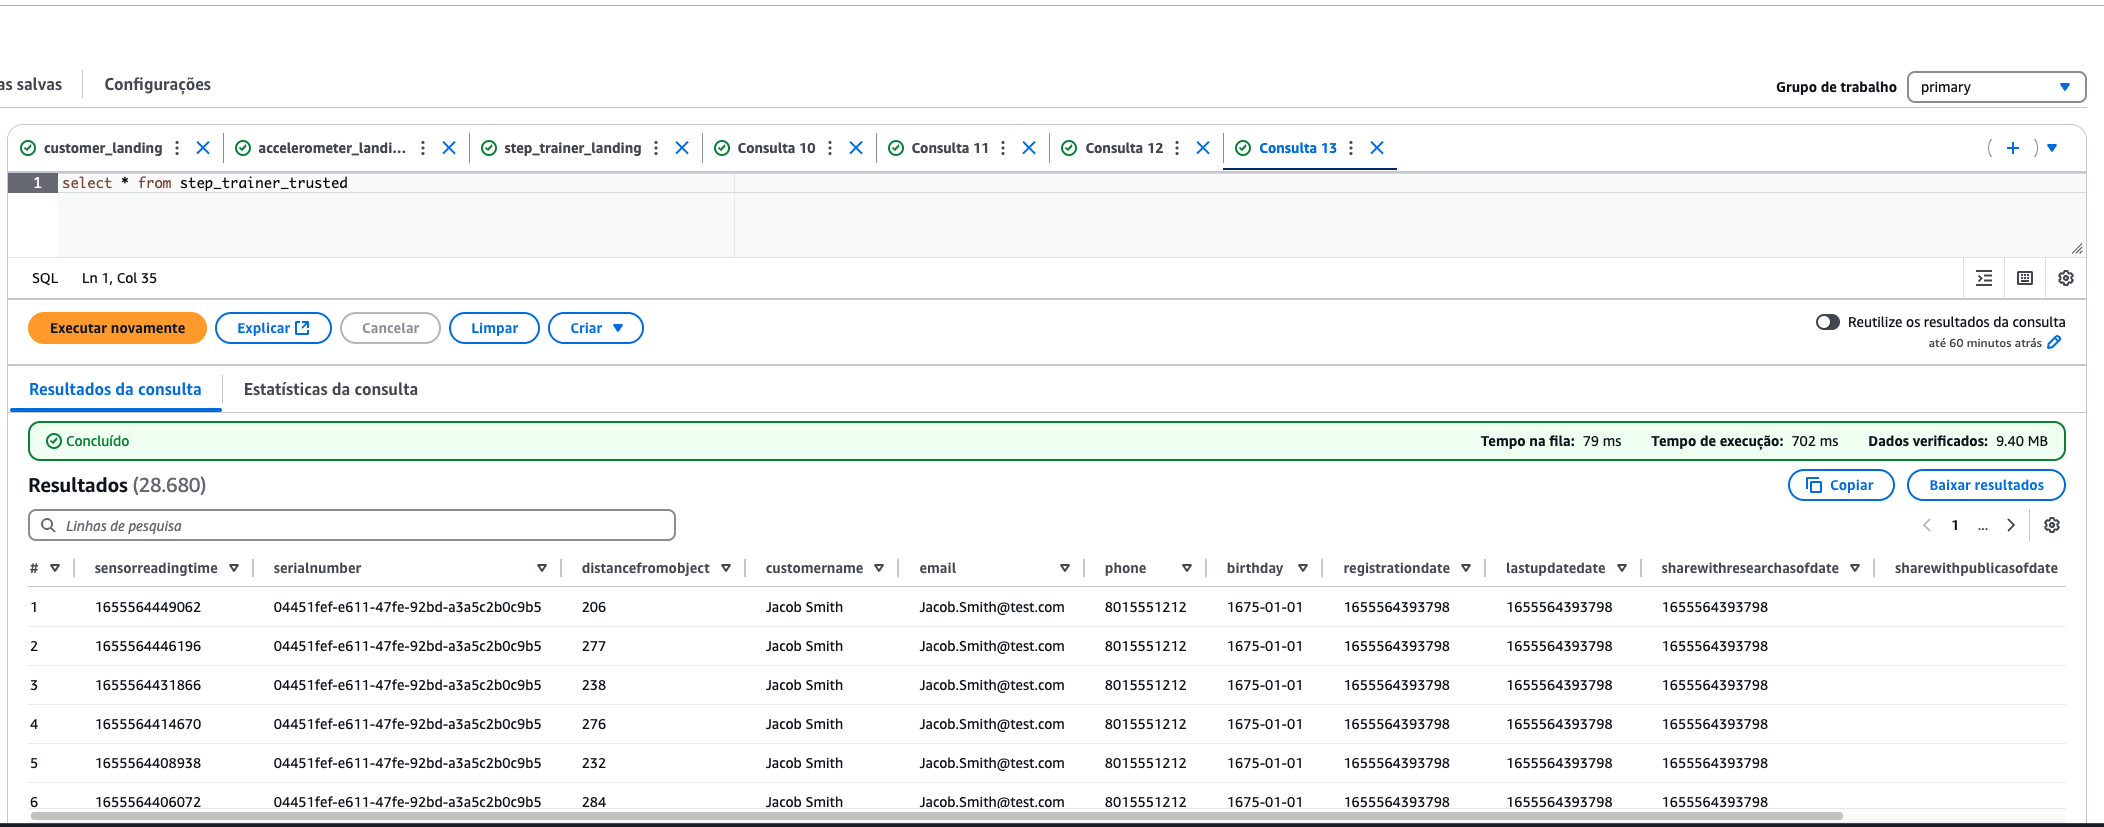 as salvas Configurações Grupo de trabalho primary
customer_landing accelerometer_landi... step_trainer_landing Consulta 10 Consulta 11 Consulta 12 Consulta 13 ( + )
1 select * from step_trainer_trusted
SQL Ln 1, Col 35
Executar novamente Explicar Cancelar Limpar Criar Reutilize os resultados da consulta
até 60 minutos atrás
Resultados da consulta Estatísticas da consulta
Concluído Tempo na fila: 79 ms Tempo de execução: 702 ms Dados verificados: 9.40 MB
Resultados (28.680) Copiar Baixar resultados
Linhas de pesquisa 1 ...
# sensorreadingtime serialnumber distancefromobject customername email phone birthday registrationdate lastupdatedate sharewithresearchasofdate sharewithpublicasofdate
1 1655564449062 04451fef-e611-47fe-92bd-a3a5c2b0c9b5 206 Jacob Smith Jacob.Smith@test.com 8015551212 1675-01-01 1655564393798 1655564393798 1655564393798
2 1655564446196 04451fef-e611-47fe-92bd-a3a5c2b0c9b5 277 Jacob Smith Jacob.Smith@test.com 8015551212 1675-01-01 1655564393798 1655564393798 1655564393798
3 1655564431866 04451fef-e611-47fe-92bd-a3a5c2b0c9b5 238 Jacob Smith Jacob.Smith@test.com 8015551212 1675-01-01 1655564393798 1655564393798 1655564393798
4 1655564414670 04451fef-e611-47fe-92bd-a3a5c2b0c9b5 276 Jacob Smith Jacob.Smith@test.com 8015551212 1675-01-01 1655564393798 1655564393798 1655564393798
5 1655564408938 04451fef-e611-47fe-92bd-a3a5c2b0c9b5 232 Jacob Smith Jacob.Smith@test.com 8015551212 1675-01-01 1655564393798 1655564393798 1655564393798
6 1655564406072 04451fef-e611-47fe-92bd-a3a5c2b0c9b5 284 Jacob Smith Jacob.Smith@test.com 8015551212 1675-01-01 1655564393798 1655564393798 1655564393798